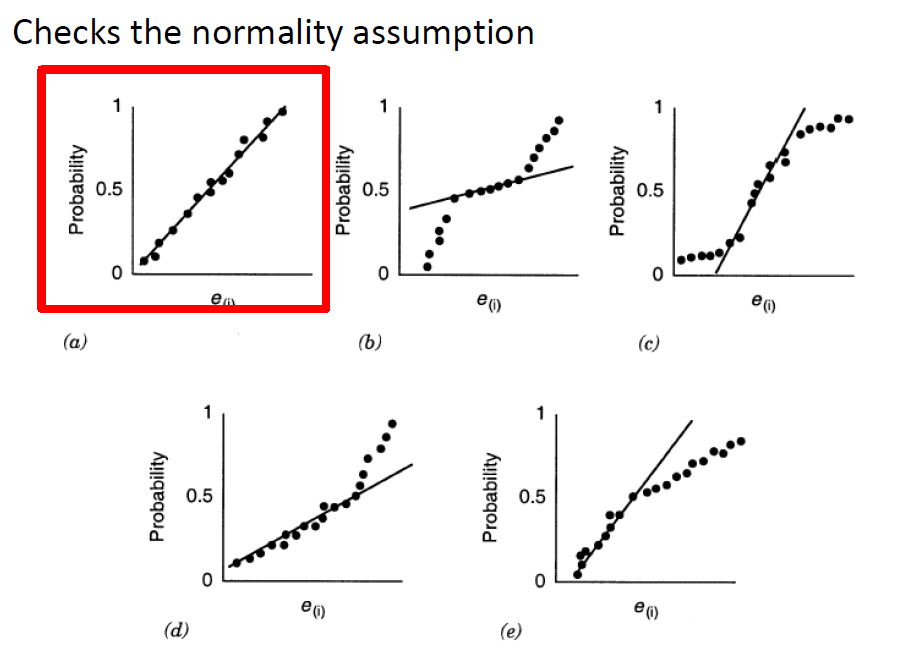 Checks the normality assumption
1
0.5
0
Probability
e(i)
(a)
1
0.5
0
Probability
e(i)
(b)
1
0.5
0
Probability
e(i)
(c)
1
0.5
0
Probability
e(i)
(d)
1
0.5
0
Probability
e(i)
(e)